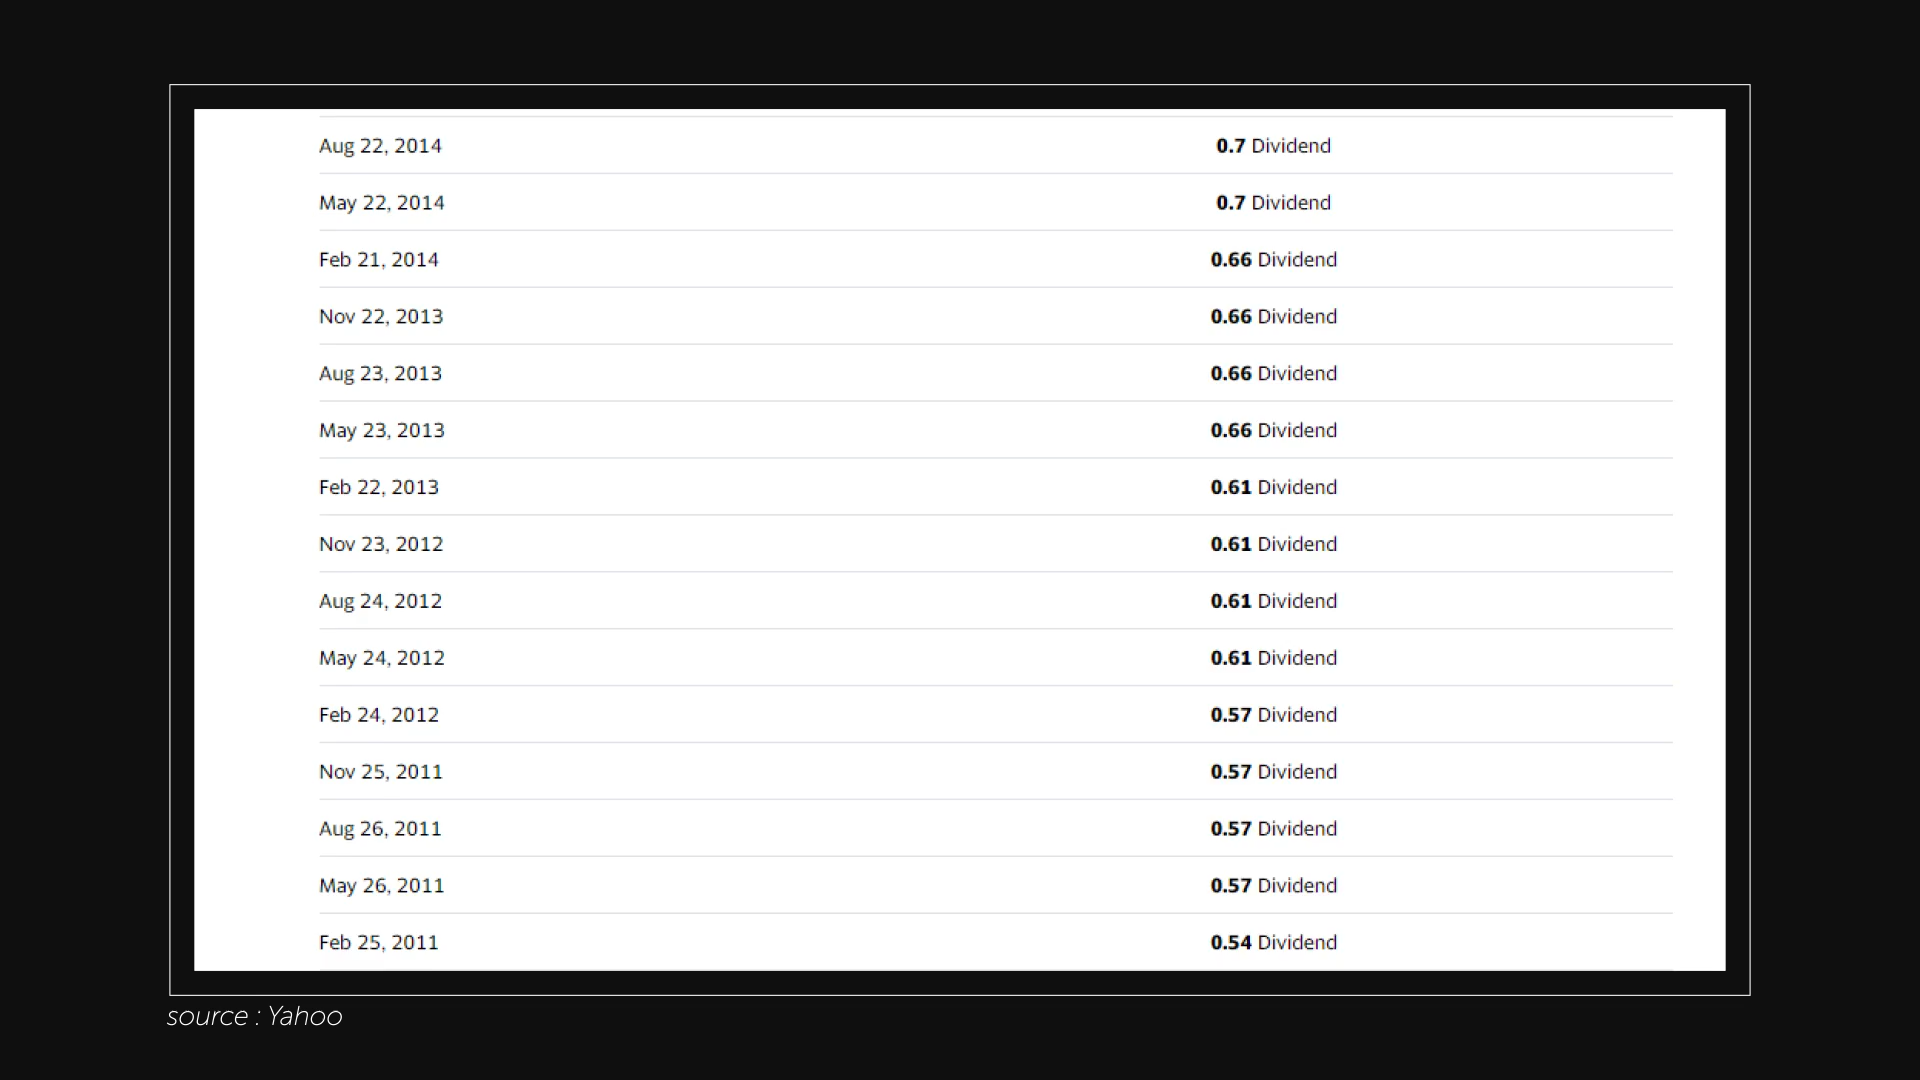 Aug 22, 2014 0.7 Dividend
May 22, 2014 0.7 Dividend
Feb 21, 2014 0.66 Dividend
Nov 22, 2013 0.66 Dividend
Aug 23, 2013 0.66 Dividend
May 23, 2013 0.66 Dividend
Feb 22, 2013 0.61 Dividend
Nov 23, 2012 0.61 Dividend
Aug 24, 2012 0.61 Dividend
May 24, 2012 0.61 Dividend
Feb 24, 2012 0.57 Dividend
Nov 25, 2011 0.57 Dividend
Aug 26, 2011 0.57 Dividend
May 26, 2011 0.57 Dividend
Feb 25, 2011 0.54 Dividend
source : Yahoo